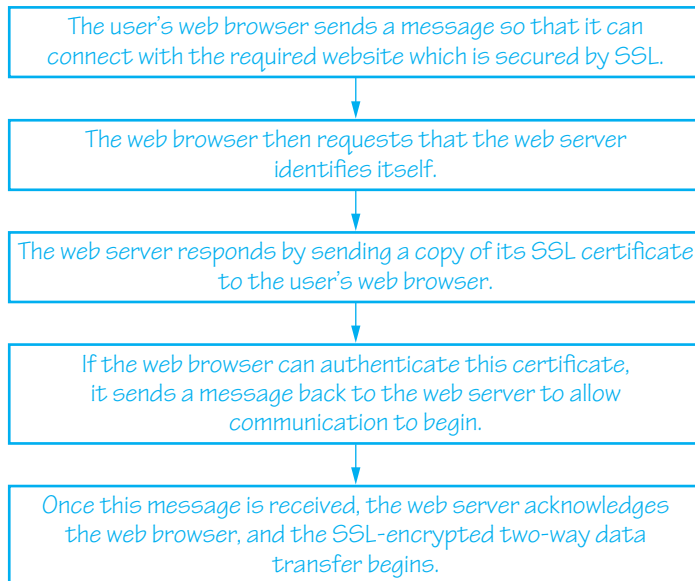 The user's web browser sends a message so that it can
connect with the required website which is secured by SSL.
The web browser then requests that the web server
identifies itself.
The web server responds by sending a copy of its SSL certificate
to the user's web browser.
If the web browser can authenticate this certificate,
it sends a message back to the web server to allow
communication to begin.
Once this message is received, the web server acknowledges
the web browser, and the SSL-encrypted two-way data
transfer begins.